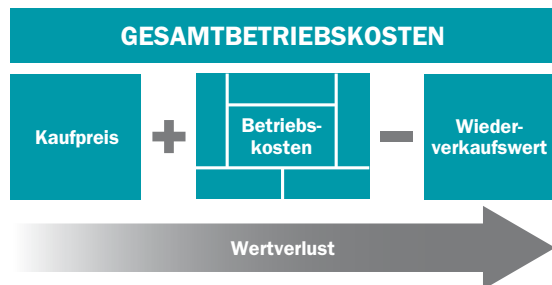 GESAMTBETRIEBSKOSTEN
Kaufpreis
Betriebs-
kosten
Wieder-
verkaufswert
Wertverlust